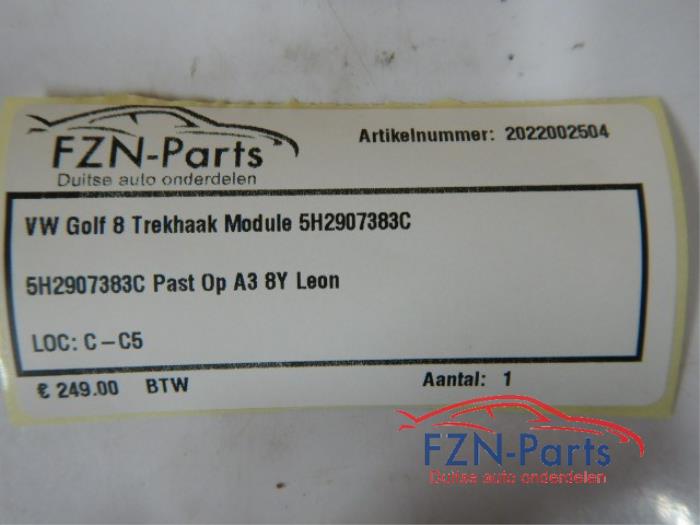 FZN-Parts
Duitse auto onderdelen
Artikelnummer: 2022002504
VW Golf 8 Trekhaak Module 5H2907383C
5H2907383C Past Op A3 8Y Leon
LOC: C-C5
€ 249.00 BTW
Aantal: 1
FZN-Parts
Duitse auto onderdelen